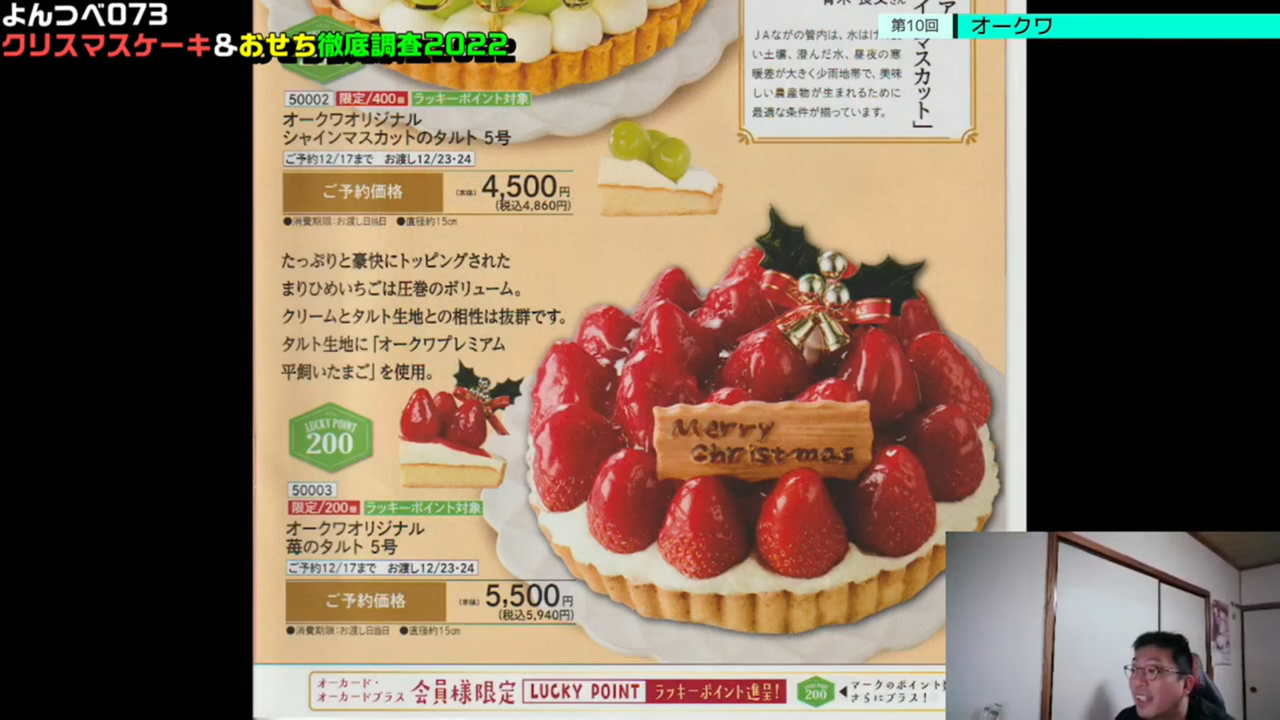 よんつべ073
クリスマスケーキ&おせち徹底調査2022
第10回 オークワ
JAながの管内は、水はけ
い土壌、澄んだ水、昼夜の寒
暖差が大きく少雨地帯で、美味
しい農産物が生まれるために
最適な条件が揃っています。
マスカット」
50002 限定/400個 ラッキーポイント対象
オークワオリジナル
シャインマスカットのタルト 5号
ご予約12/17まで お渡し12/23・24
ご予約価格 (本体) 4,500円
(税込4,860円)
●消費期限:お渡し日当日 ●直径約15cm
たっぷりと豪快にトッピングされた
まりひめいちごは圧巻のボリューム。
クリームとタルト生地との相性は抜群です。
タルト生地に「オークワプレミアム
平飼いたまご」を使用。
LUCKY POINT
200
Merry
Christmas
50003
限定/200個 ラッキーポイント対象
オークワオリジナル
苺のタルト 5号
ご予約12/17まで お渡し12/23・24
ご予約価格 (本体) 5,500円
(税込5,940円)
●消費期限:お渡し日当日 ●直径約15cm
オーカード・
オーカードプラス 会員様限定 LUCKY POINT ラッキーポイント進呈!
200
◀マークのポイント
さらにプラス!